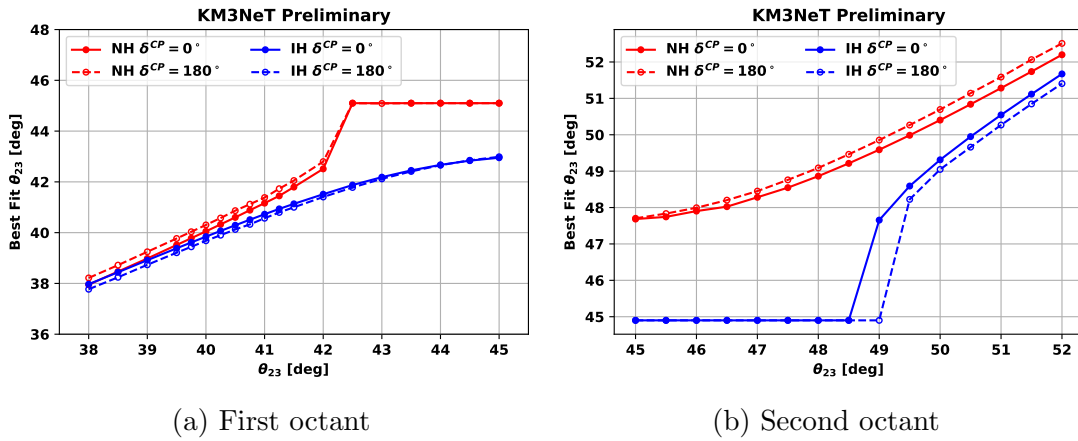 KM3NeT Preliminary
NH δ^CP = 0°
NH δ^CP = 180°
IH δ^CP = 0°
IH δ^CP = 180°
Best Fit θ₂₃ [deg]
48
46
44
42
40
38
36
38 39 40 41 42 43 44 45
θ₂₃ [deg]
(a) First octant
KM3NeT Preliminary
NH δ^CP = 0°
NH δ^CP = 180°
IH δ^CP = 0°
IH δ^CP = 180°
Best Fit θ₂₃ [deg]
52
51
50
49
48
47
46
45
45 46 47 48 49 50 51 52
θ₂₃ [deg]
(b) Second octant